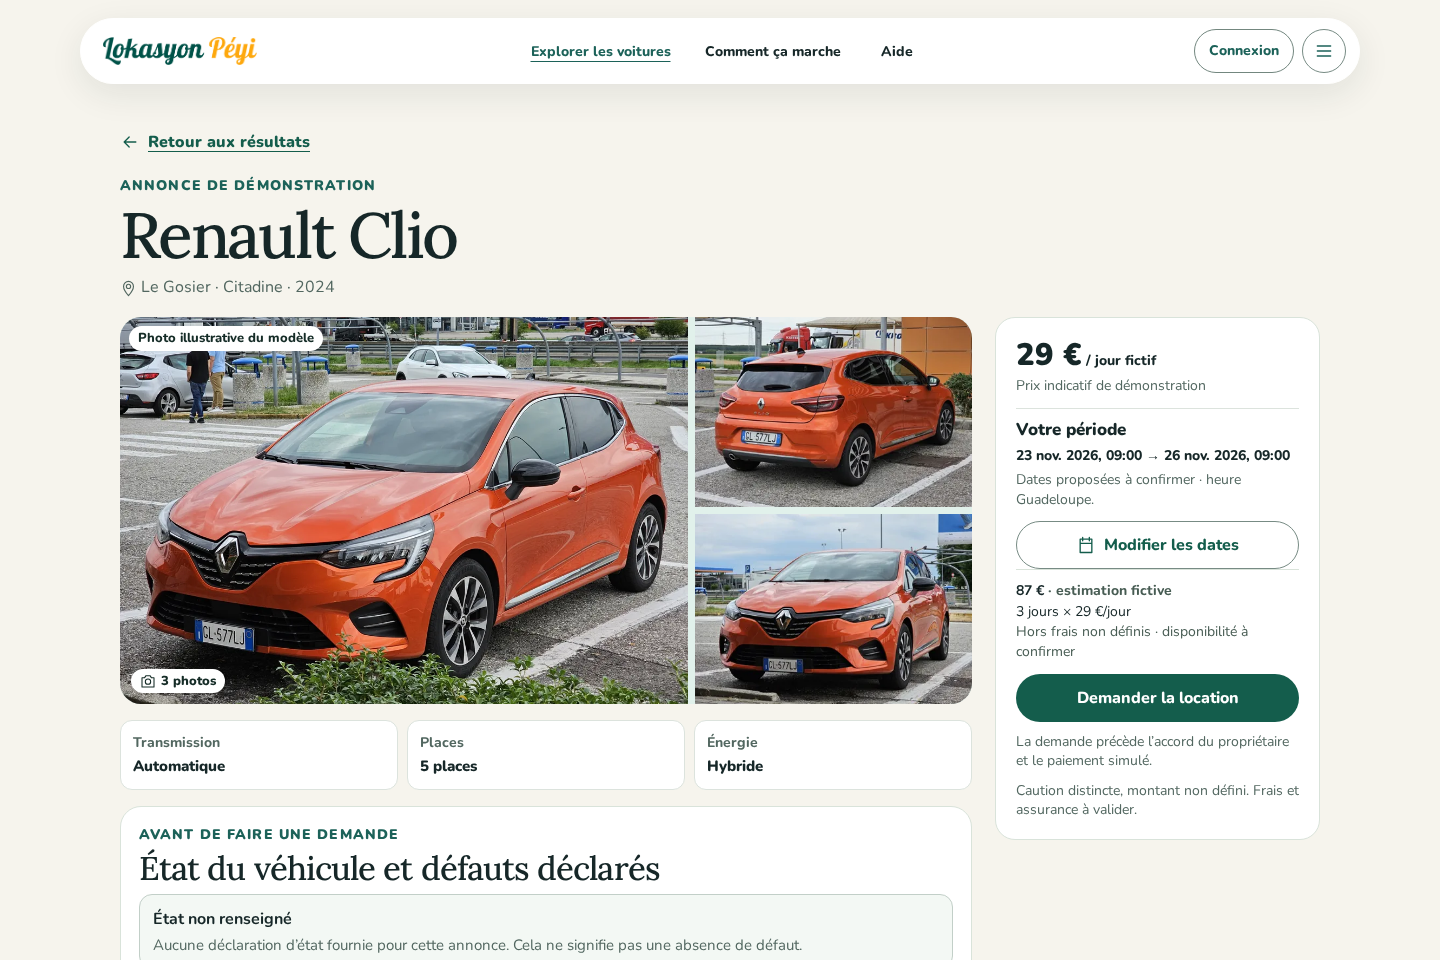 Lokasyon Péyi
Explorer les voitures
Comment ça marche
Aide
Connexion
Retour aux résultats
ANNONCE DE DÉMONSTRATION
Renault Clio
Le Gosier · Citadine · 2024
Photo illustrative du modèle
GL·577LJ
3 photos
GL·577LJ
GL·577LJ
29 € / jour fictif
Prix indicatif de démonstration
Votre période
23 nov. 2026, 09:00 → 26 nov. 2026, 09:00
Dates proposées à confirmer · heure
Guadeloupe.
Modifier les dates
87 € · estimation fictive
3 jours × 29 €/jour
Hors frais non définis · disponibilité à
confirmer
Demander la location
La demande précède l’accord du propriétaire
et le paiement simulé.
Caution distincte, montant non défini. Frais et
assurance à valider.
Transmission
Automatique
Places
5 places
Énergie
Hybride
AVANT DE FAIRE UNE DEMANDE
État du véhicule et défauts déclarés
État non renseigné
Aucune déclaration d’état fournie pour cette annonce. Cela ne signifie pas une absence de défaut.